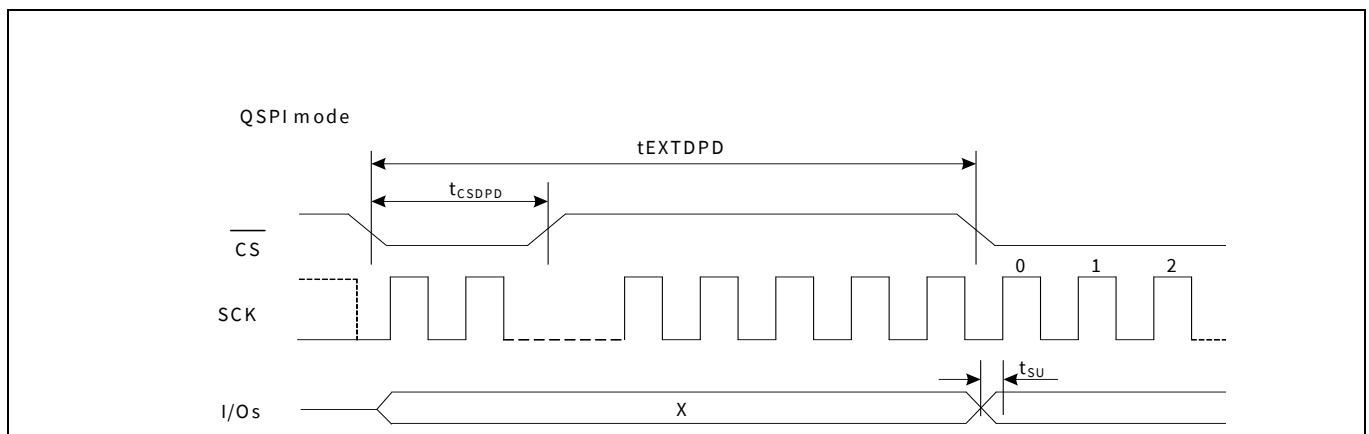 QSPI mode
tEXTDPD
tCSDPD
CS
0 1 2
SCK
tSU
I/Os X